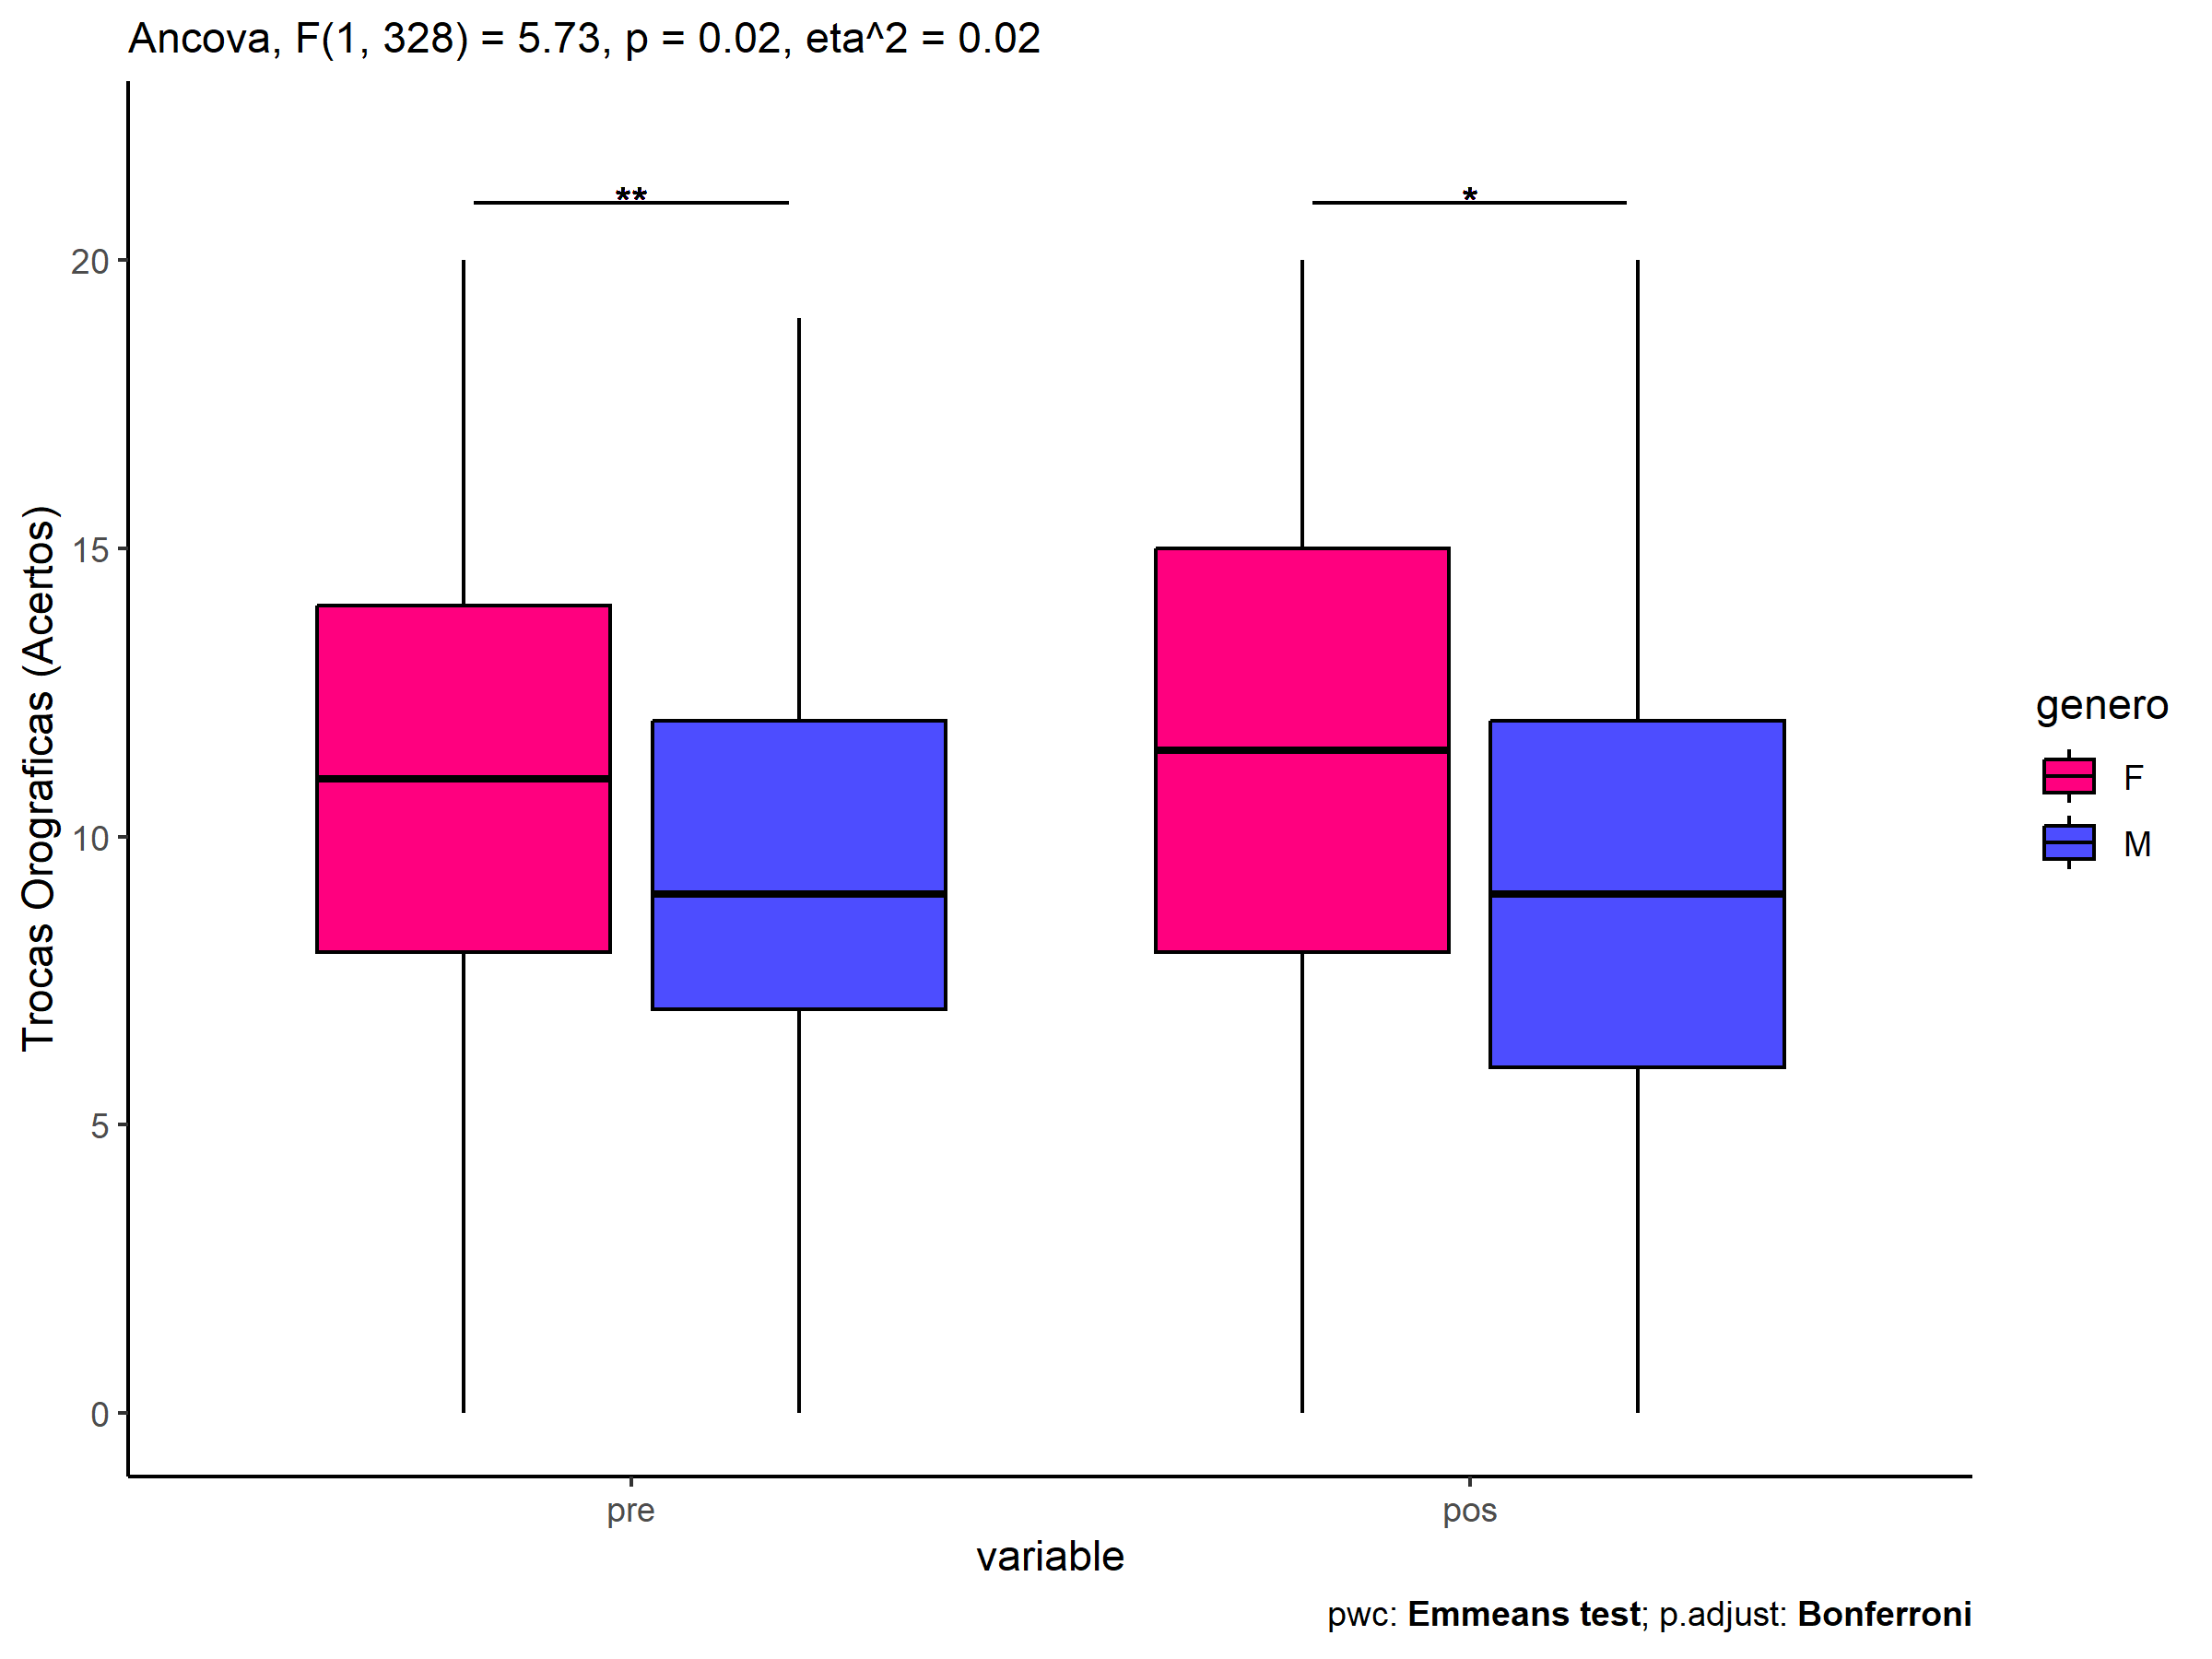 Ancova, F(1, 328) = 5.73, p = 0.02, eta^2 = 0.02
Trocas Orograficas (Acertos)
20
15
10
5
0
**
*
pre
pos
variable
genero
F
M
pwc: Emmeans test; p.adjust: Bonferroni